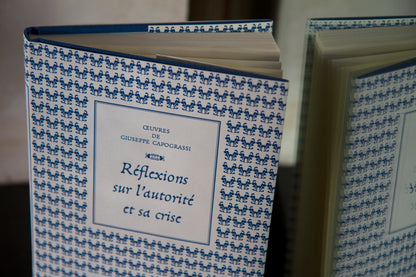 ŒUVRES
DE
GIUSEPPE CAPOGRASSI
Réflexions
sur l'autorité
et sa crise